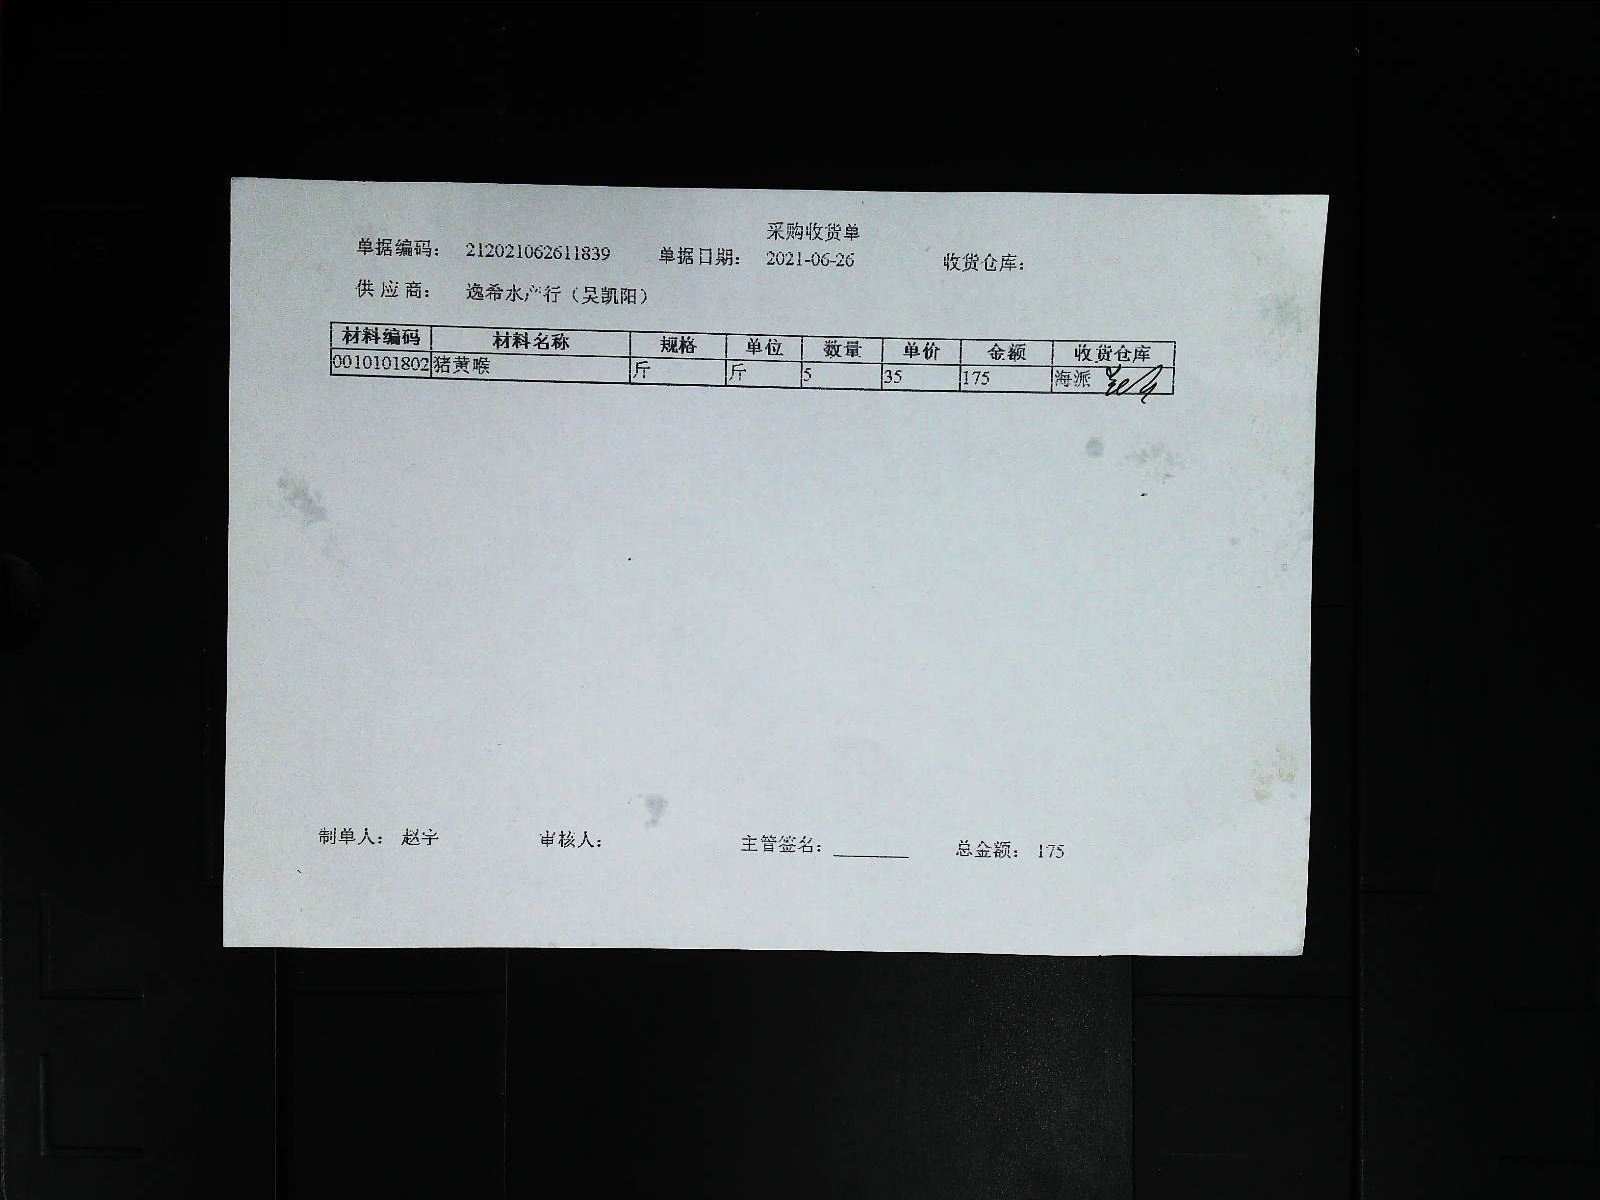 采购收货单
单据编码： 212021062611839 单据日期： 2021-06-26 收货仓库：
供 应 商： 逸希水产行（吴凯阳）
材料编码 材料名称 规格 单位 数量 单价 金额 收货仓库
0010101802 猪黄喉 斤 斤 5 35 175 海派
制单人： 赵宇 审核人： 主管签名： ________ 总金额： 175